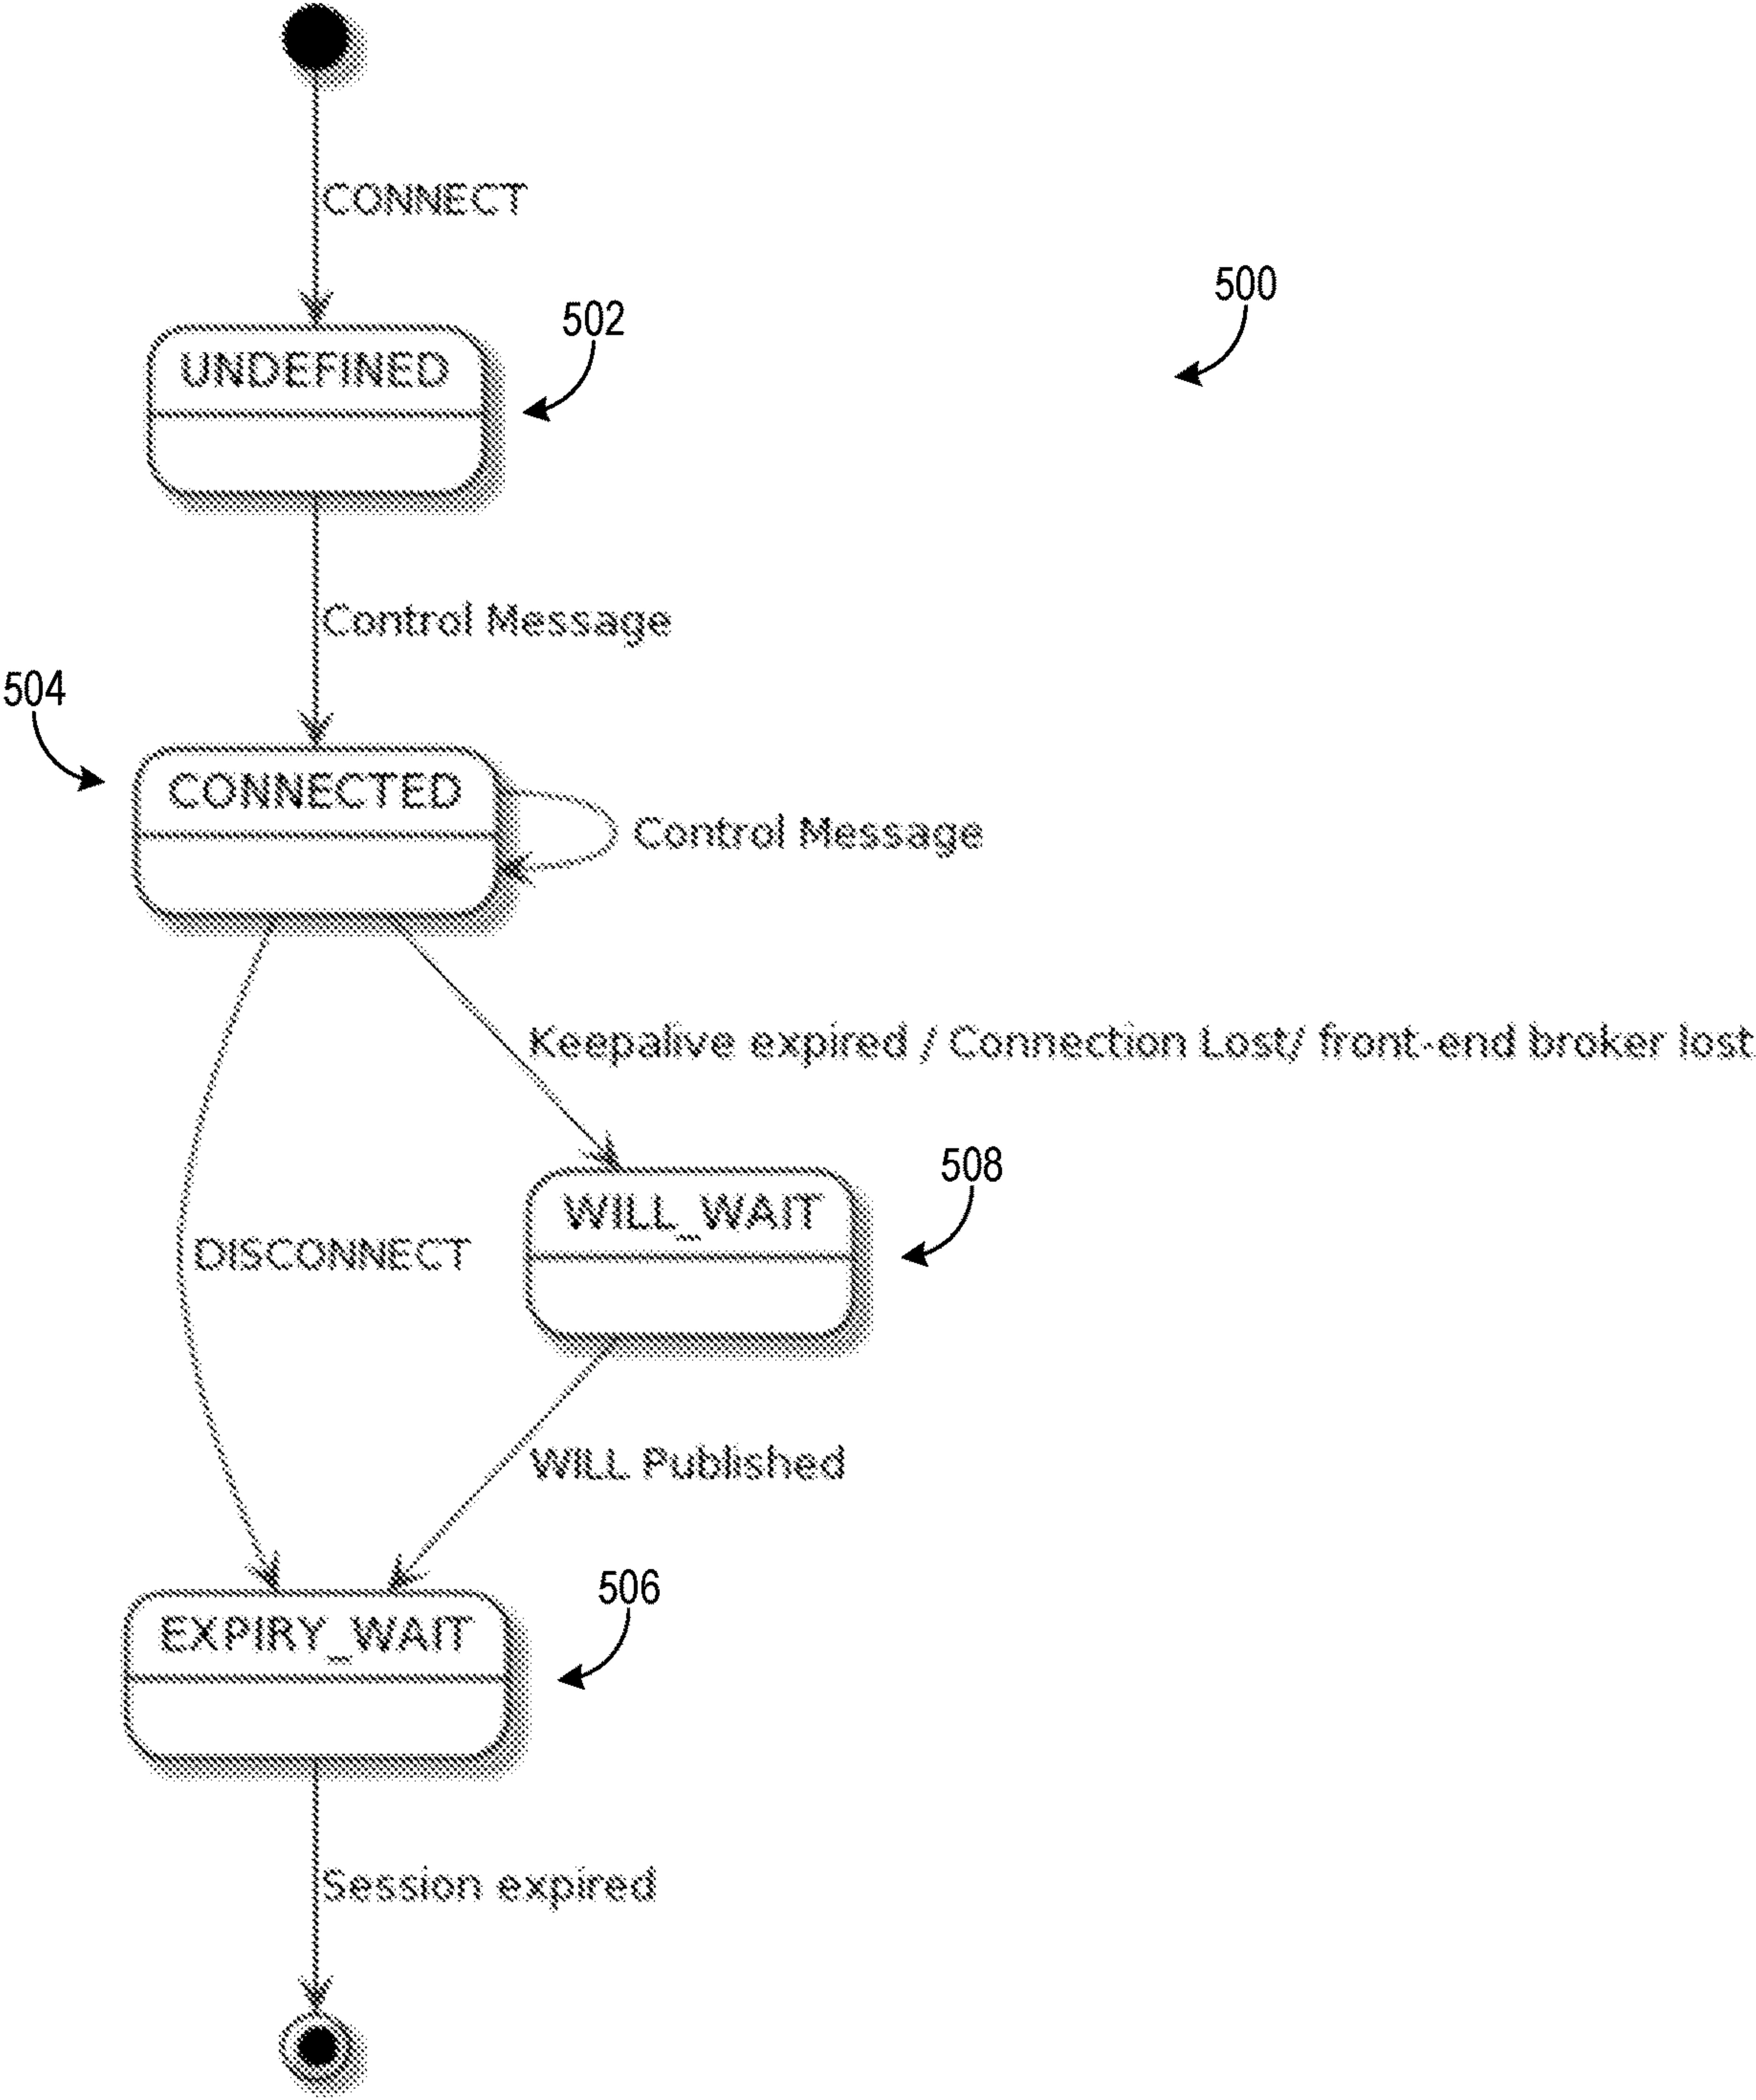 CONNECT
500
502
UNDEFINED
Control Message
504
CONNECTED
Control Message
Keepalive expired / Connection Lost/ front-end broker lost
508
WILL_WAIT
DISCONNECT
WILL Published
506
EXPIRY_WAIT
Session expired